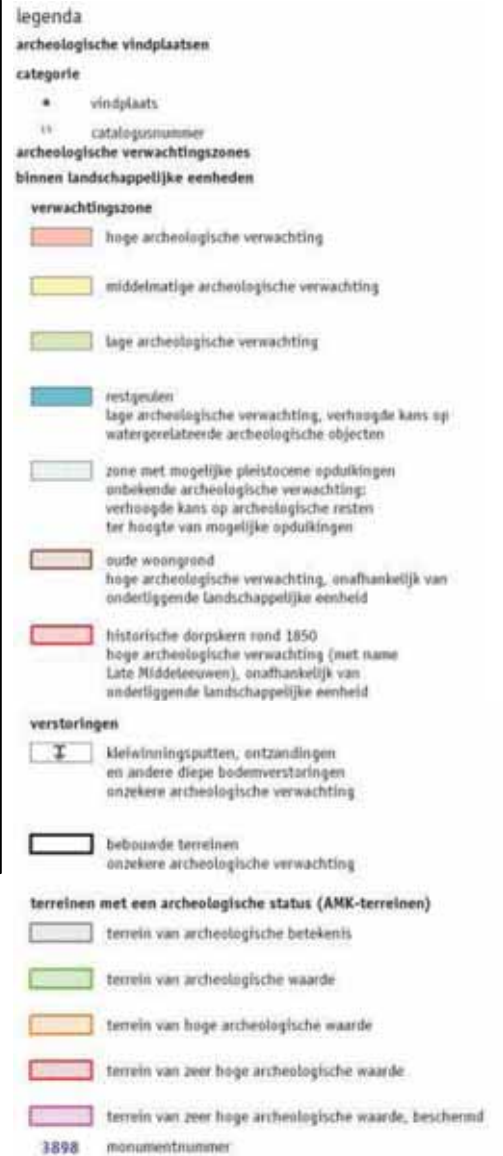 legenda
archeologische vindplaatsen
categorie
vindplaats
catalogusnummer
archeologische verwachtingszones
binnen landschappelijke eenheden
verwachtingszone
hoge archeologische verwachting
middelmatige archeologische verwachting
lage archeologische verwachting
restgeulen
lage archeologische verwachting, verhoogde kans op
watergerelateerde archeologische objecten
zone met mogelijke pleistocene opduikingen
onbekende archeologische verwachting:
verhoogde kans op archeologische resten
ter hoogte van mogelijke opduikingen
oude woongrond
hoge archeologische verwachting, onafhankelijk van
onderliggende landschappelijke eenheid
historische dorpskern rond 1850
hoge archeologische verwachting (met name
Late Middeleeuwen), onafhankelijk van
onderliggende landschappelijke eenheid
verstoringen
kleiwinningsputten, ontzandingen
en andere diepe bodemverstoringen
onzekere archeologische verwachting
bebouwde terreinen
onzekere archeologische verwachting
terreinen met een archeologische status (AMK-terreinen)
terrein van archeologische betekenis
terrein van archeologische waarde
terrein van hoge archeologische waarde
terrein van zeer hoge archeologische waarde
terrein van zeer hoge archeologische waarde, beschermd
3898 monumentnummer